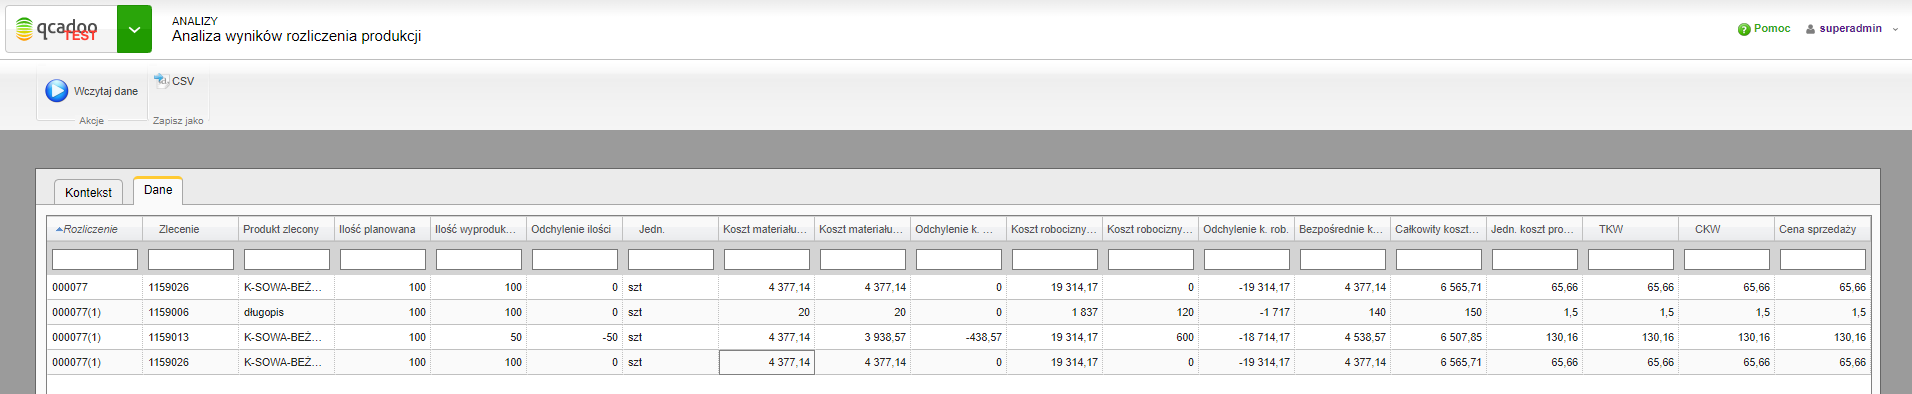 qcadoo TEST
ANALIZY
Analiza wyników rozliczenia produkcji
Pomoc superadmin
Wczytaj dane CSV
Akcje Zapisz jako
Kontekst Dane
Rozliczenie Zlecenie Produkt zlecony Ilość planowana Ilość wyproduk... Odchylenie ilości Jedn. Koszt materiału... Koszt materiału... Odchylenie k. ... Koszt robocizny... Koszt robocizny... Odchylenie k. rob. Bezpośrednie k... Całkowity koszt... Jedn. koszt pro... TKW CKW Cena sprzedaży
000077 1159026 K-SOWA-BEŻ... 100 100 0 szt 4 377,14 4 377,14 0 19 314,17 0 -19 314,17 4 377,14 6 565,71 65,66 65,66 65,66 65,66
000077(1) 1159006 długopis 100 100 0 szt 20 20 0 1 837 120 -1 717 140 150 1,5 1,5 1,5 1,5
000077(1) 1159013 K-SOWA-BEŻ... 100 50 -50 szt 4 377,14 3 938,57 -438,57 19 314,17 600 -18 714,17 4 538,57 6 507,85 130,16 130,16 130,16 130,16
000077(1) 1159026 K-SOWA-BEŻ... 100 100 0 szt 4 377,14 4 377,14 0 19 314,17 0 -19 314,17 4 377,14 6 565,71 65,66 65,66 65,66 65,66